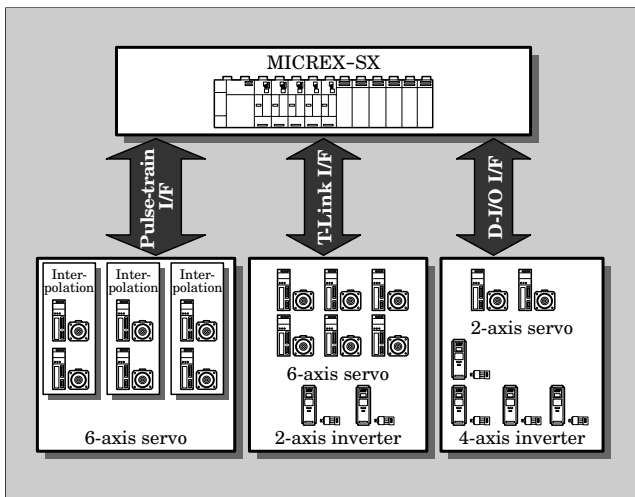 MICREX-SX
Pulse-train
I/F
T-Link I/F
D-I/O I/F
Inter-
polation
Inter-
polation
Inter-
polation
6-axis servo
6-axis servo
2-axis inverter
2-axis servo
4-axis inverter